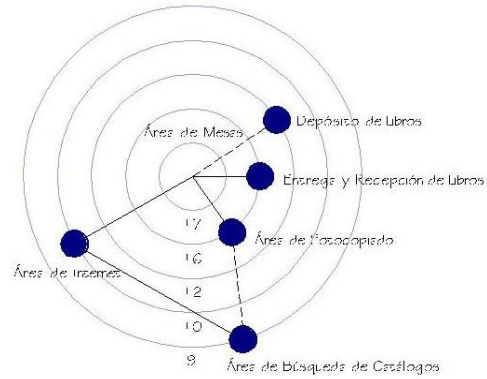 Área de Mesas
Depósito de libros
Entrega y Recepción de libros
Área de Fotocopiado
Área de Internet
Área de Búsqueda de Catálogos
17
16
12
10
9